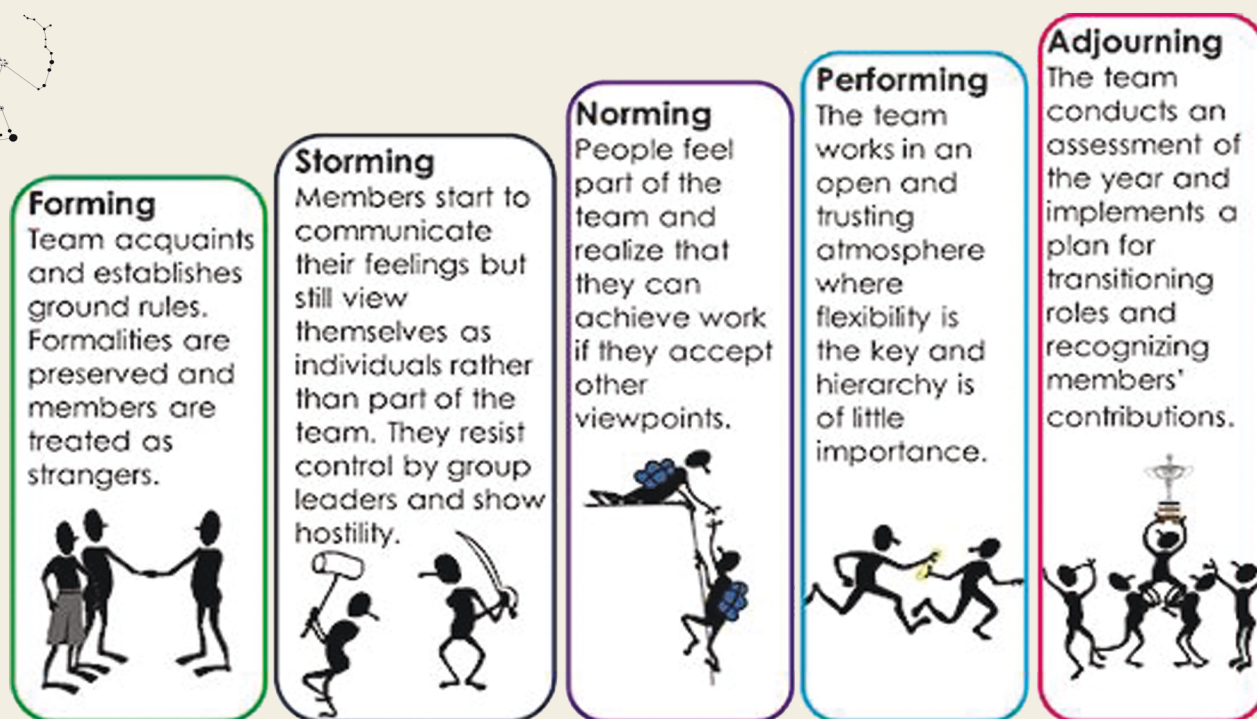 Forming
Team acquaints
and establishes
ground rules.
Formalities are
preserved and
members are
treated as
strangers.
Storming
Members start to
communicate
their feelings but
still view
themselves as
individuals rather
than part of the
team. They resist
control by group
leaders and show
hostility.
Norming
People feel
part of the
team and
realize that
they can
achieve work
if they accept
other
viewpoints.
Performing
The team
works in an
open and
trusting
atmosphere
where
flexibility is
the key and
hierarchy is
of little
importance.
Adjourning
The team
conducts an
assessment of
the year and
implements a
plan for
transitioning
roles and
recognizing
members'
contributions.